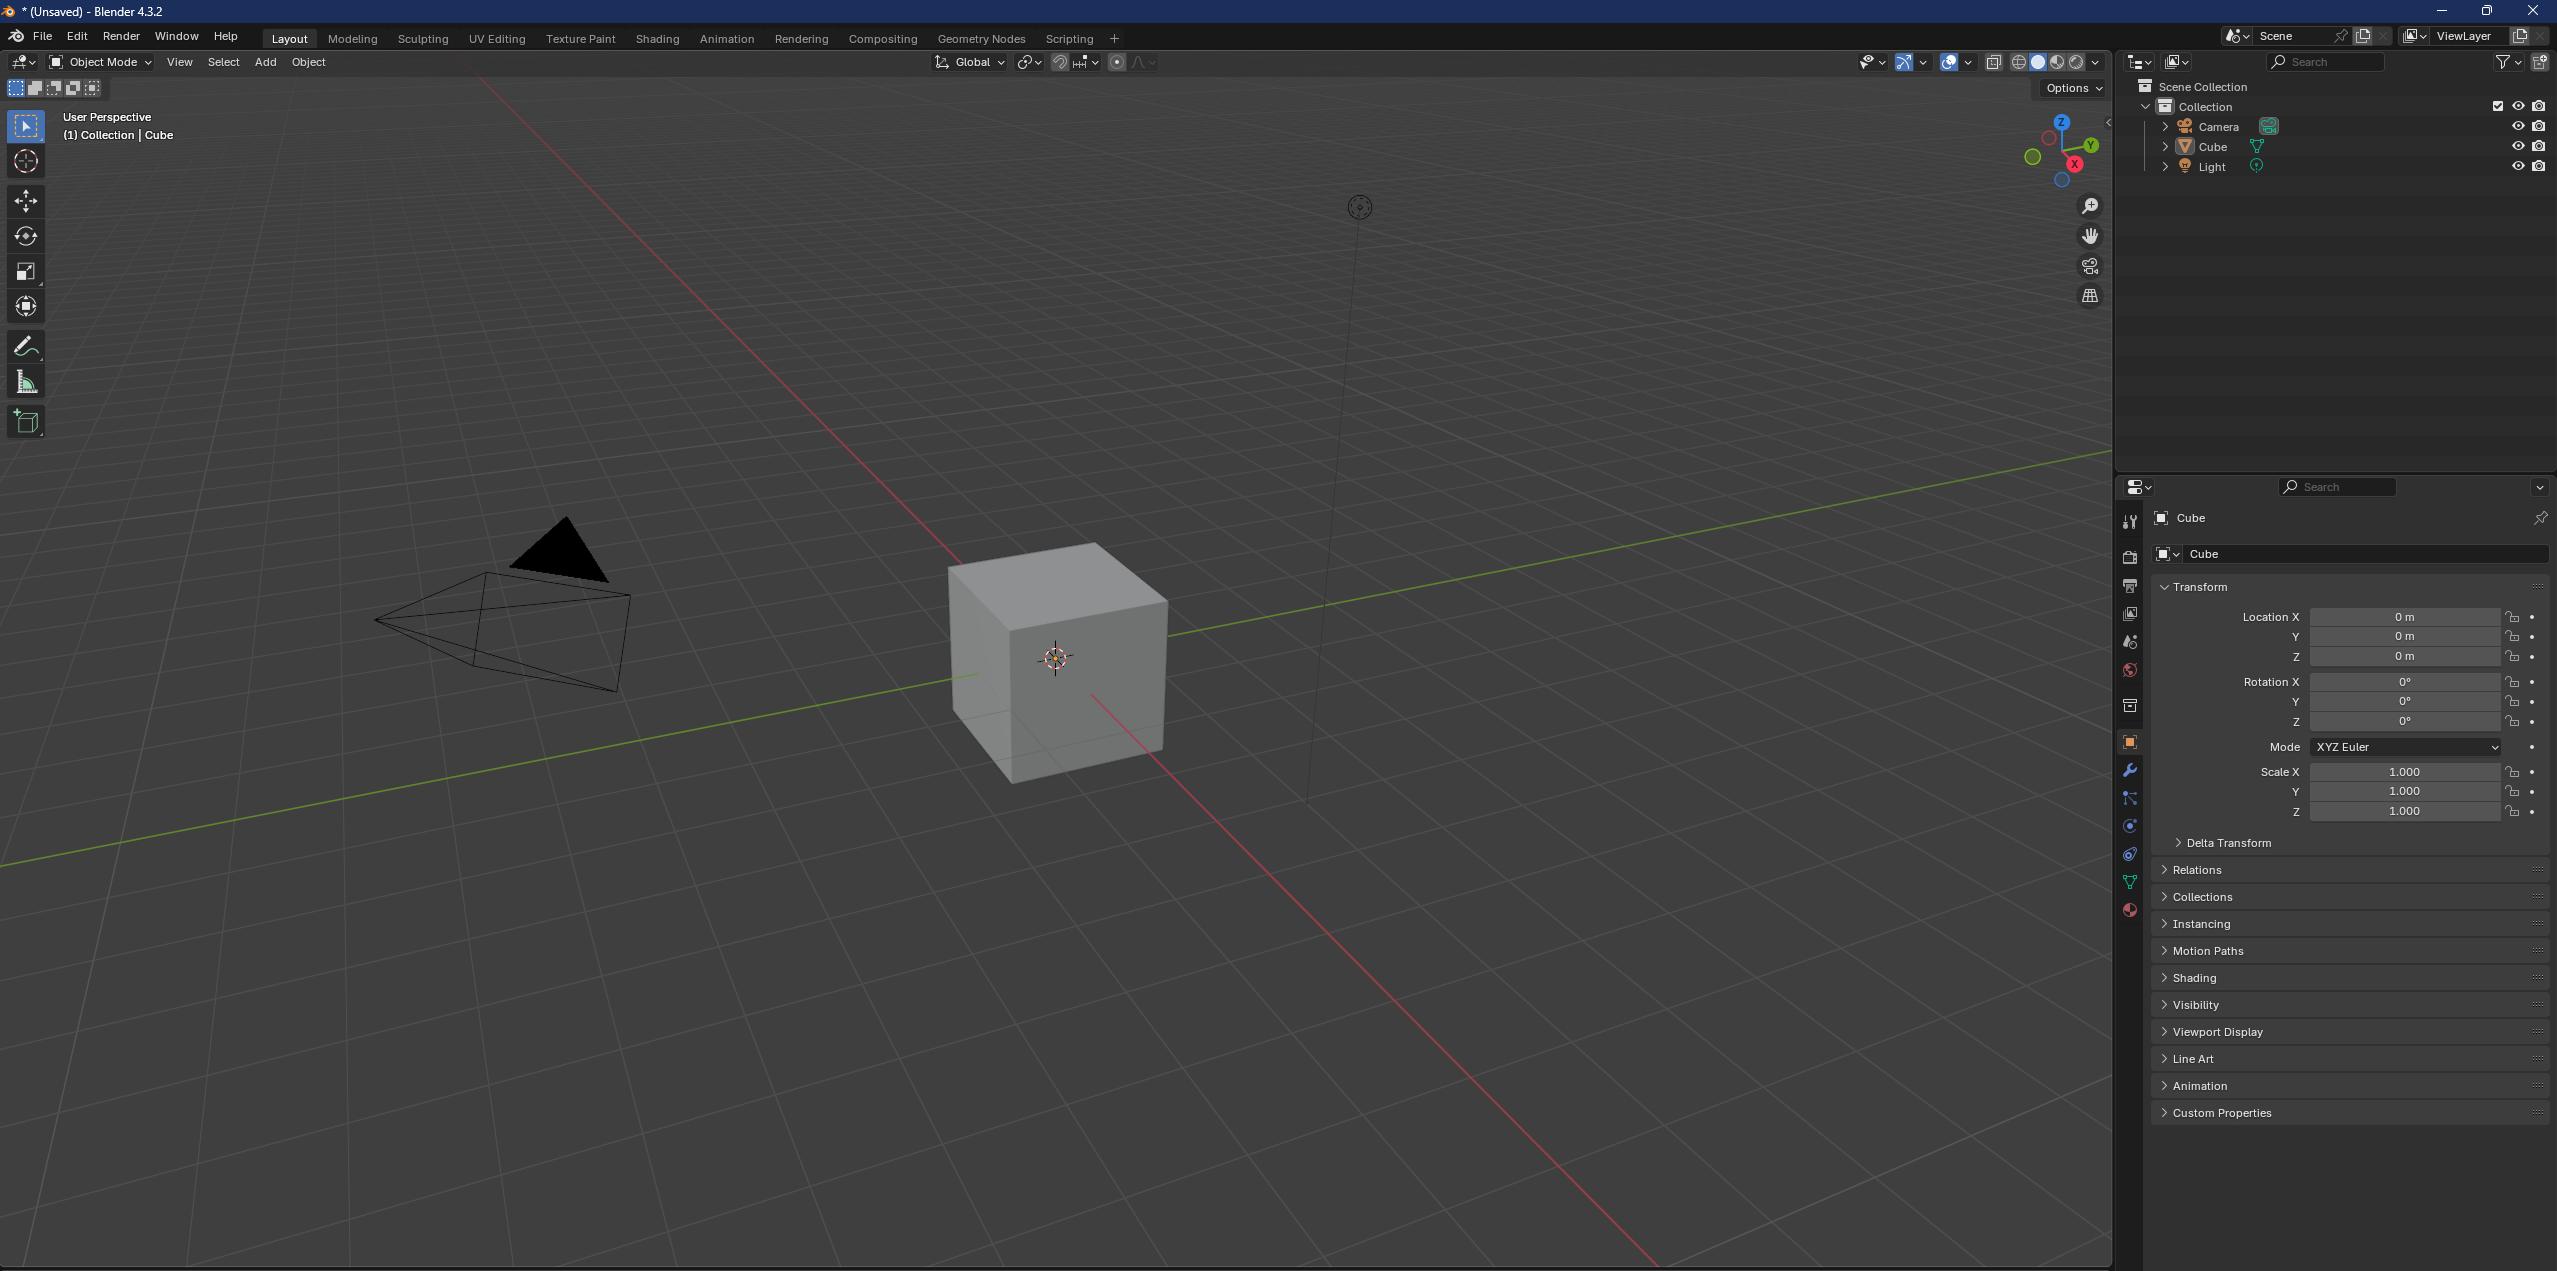 * (Unsaved) - Blender 4.3.2
File Edit Render Window Help Layout Modeling Sculpting UV Editing Texture Paint Shading Animation Rendering Compositing Geometry Nodes Scripting + Scene ViewLayer
Object Mode View Select Add Object Global
Options
User Perspective
(1) Collection | Cube
Z
Y
X
Search
Scene Collection
Collection
Camera
Cube
Light
Search
Cube
Cube
Transform
Location X 0 m
Y 0 m
Z 0 m
Rotation X 0°
Y 0°
Z 0°
Mode XYZ Euler
Scale X 1.000
Y 1.000
Z 1.000
Delta Transform
Relations
Collections
Instancing
Motion Paths
Shading
Visibility
Viewport Display
Line Art
Animation
Custom Properties